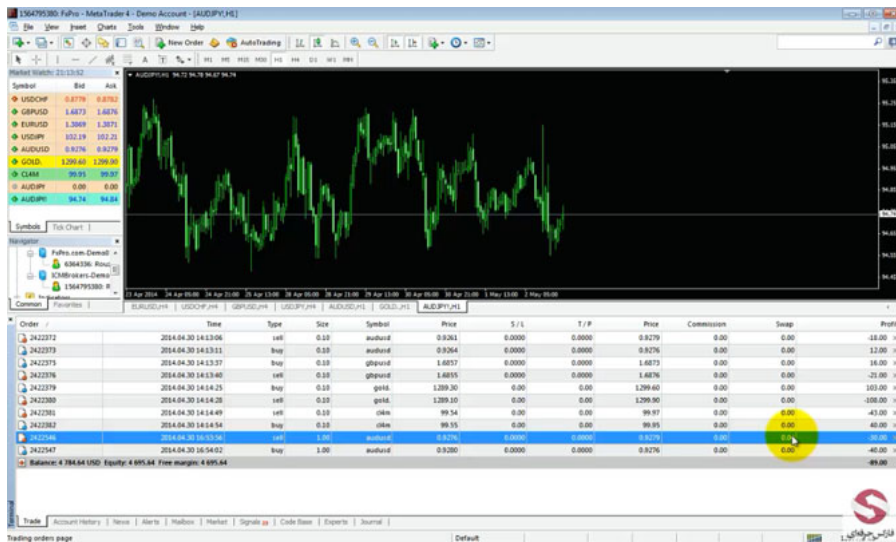 1564795380: FxPro - MetaTrader 4 - Demo Account - [AUDJPY!,H1]
File View Insert Charts Tools Window Help
New Order AutoTrading
M1 M5 M15 M30 H1 H4 D1 W1 MN
Market Watch: 21:13:52
AUDJPY!,H1 94.72 94.78 94.67 94.74
Symbol Bid Ask
USDCHF 0.8779 0.8782
GBPUSD 1.6873 1.6876
EURUSD 1.3869 1.3871
USDJPY 102.19 102.21
AUDUSD 0.9276 0.9279
GOLD. 1299.60 1299.90
CL4M 99.95 99.97
AUDJPY 0.00 0.00
AUDJPY! 94.74 94.84
Symbols Tick Chart
Navigator
FxPro.com-Demo0
6364336: Rou
ICMBrokers-Demo
1564795380: R
Common Favorites
23 Apr 2014 24 Apr 05:00 24 Apr 21:00 25 Apr 13:00 28 Apr 05:00 28 Apr 21:00 29 Apr 13:00 30 Apr 05:00 30 Apr 21:00 1 May 13:00 2 May 05:00
EURUSD,H4 USDCHF,H4 GBPUSD,H4 USDJPY,H4 AUDUSD,H1 GOLD.,H1 AUDJPY!,H1
Order / Time Type Size Symbol Price S / L T / P Price Commission Swap Profi
2422372 2014.04.30 14:13:06 sell 0.10 audusd 0.9261 0.0000 0.0000 0.9279 0.00 0.00 -18.00
2422373 2014.04.30 14:13:11 buy 0.10 audusd 0.9264 0.0000 0.0000 0.9276 0.00 0.00 12.00
2422375 2014.04.30 14:13:37 buy 0.10 gbpusd 1.6857 0.0000 0.0000 1.6873 0.00 0.00 16.00
2422376 2014.04.30 14:13:40 sell 0.10 gbpusd 1.6855 0.0000 0.0000 1.6876 0.00 0.00 -21.00
2422379 2014.04.30 14:14:25 buy 0.10 gold. 1289.30 0.00 0.00 1299.60 0.00 0.00 103.00
2422380 2014.04.30 14:14:28 sell 0.10 gold. 1289.10 0.00 0.00 1299.90 0.00 0.00 -108.00
2422381 2014.04.30 14:14:49 sell 0.10 cl4m 99.54 0.00 0.00 99.97 0.00 0.00 -43.00
2422382 2014.04.30 14:14:54 buy 0.10 cl4m 99.55 0.00 0.00 99.95 0.00 0.00 40.00
2422546 2014.04.30 16:53:56 sell 1.00 audusd 0.9276 0.0000 0.0000 0.9279 0.00 0.00 -30.00
2422547 2014.04.30 16:54:02 buy 1.00 audusd 0.9280 0.0000 0.0000 0.9276 0.00 0.00 -40.00
Balance: 4 784.64 USD Equity: 4 695.64 Free margin: 4 695.64 -89.00
Terminal
Trade Account History News Alerts Mailbox Market Signals Code Base Experts Journal
Trading orders page Default
فارکس حرفه‌ای